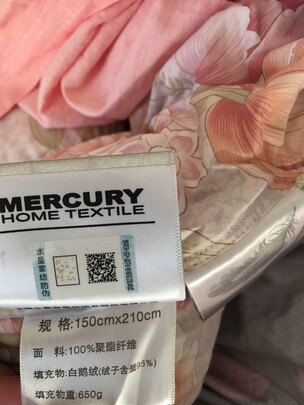 MERCURY
HOME TEXTILE
水星家纺防伪
规 格:150cmx210cm
面 料:100%聚酯纤维
填充物:白鹅绒(绒子含量95%)
填充物重:650g